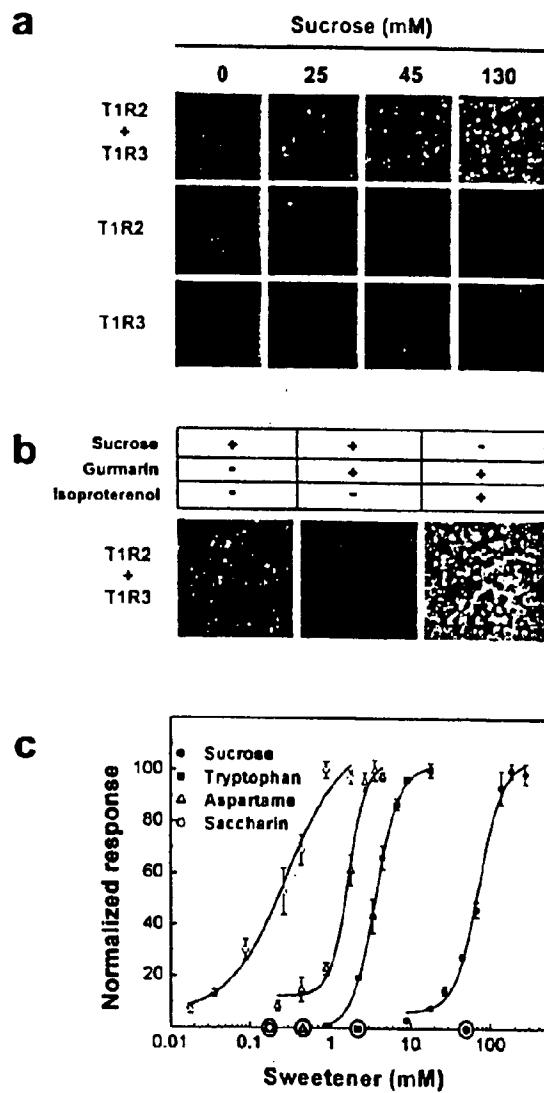 a
Sucrose (mM)
0 25 45 130
T1R2
+
T1R3
T1R2
T1R3
b
Sucrose + + -
Gurmarin - + +
Isoproterenol - - +
T1R2
+
T1R3
c
Normalized response
100
80
60
40
20
Sucrose
Tryptophan
Aspartame
Saccharin
0.01 0.1 1 10 100
Sweetener (mM)